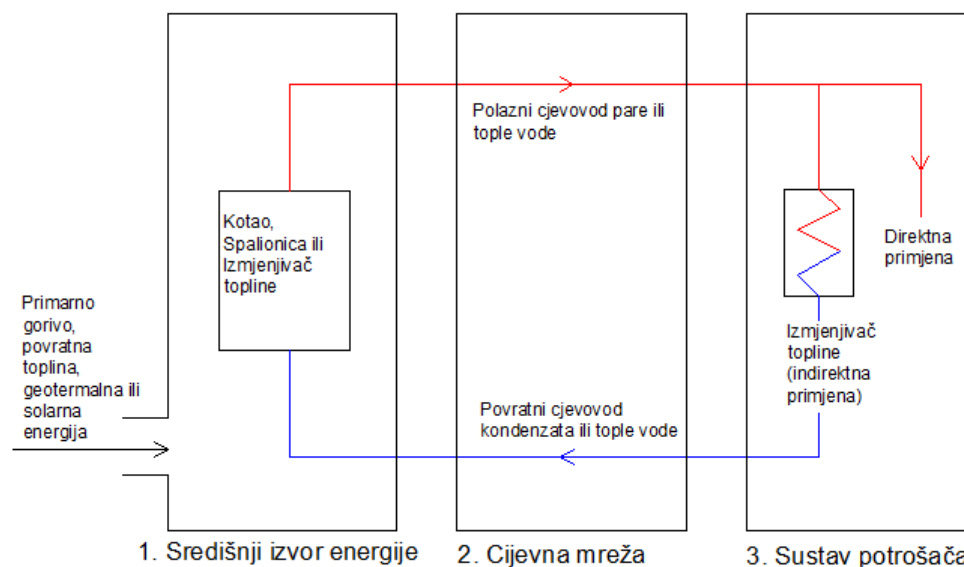 Polazni cjevovod pare ili
tople vode
Kotao,
Spalionica ili
Izmjenjivač
topline
Direktna
primjena
Primarno
gorivo,
povratna
toplina,
geotermalna ili
solarna
energija
Izmjenjivač
topline
(indirektna
primjena)
Povratni cjevovod
kondenzata ili tople vode
1. Središnji izvor energije
2. Cijevna mreža
3. Sustav potrošača